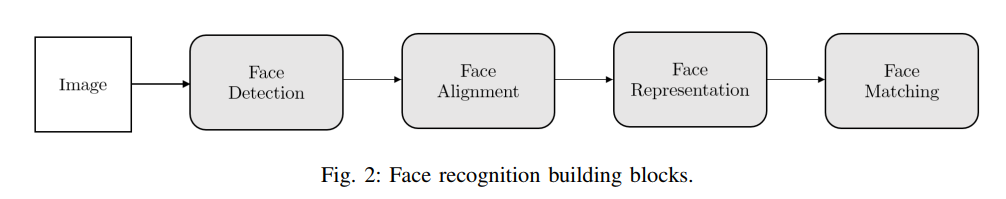 Image
Face
Detection
Face
Alignment
Face
Representation
Face
Matching
Fig. 2: Face recognition building blocks.